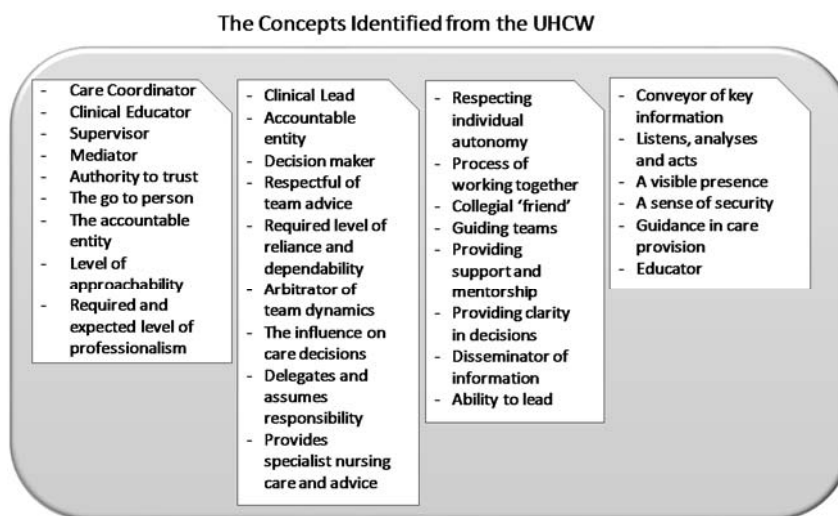 The Concepts Identified from the UHCW
- Care Coordinator
- Clinical Educator
- Supervisor
- Mediator
- Authority to trust
- The go to person
- The accountable
entity
- Level of
approachability
- Required and
expected level of
professionalism
- Clinical Lead
- Accountable
entity
- Decision maker
- Respectful of
team advice
- Required level of
reliance and
dependability
- Arbitrator of
team dynamics
- The influence on
care decisions
- Delegates and
assumes
responsibility
- Provides
specialist nursing
care and advice
- Respecting
individual
autonomy
- Process of
working together
- Collegial ‘friend’
- Guiding teams
- Providing
support and
mentorship
- Providing clarity
in decisions
- Disseminator of
information
- Ability to lead
- Conveyor of key
information
- Listens, analyses
and acts
- A visible presence
- A sense of security
- Guidance in care
provision
- Educator